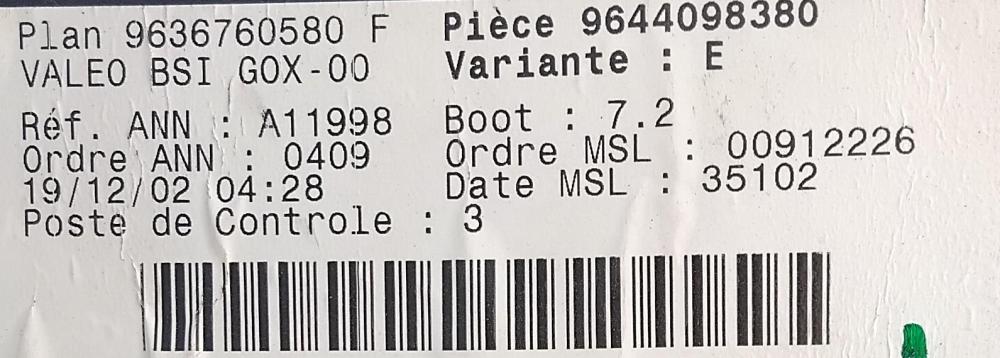 Plan 9636760580 F Pièce 9644098380
VALEO BSI GOX-00 Variante : E
Réf. ANN : A11998 Boot : 7.2
Ordre ANN : 0409 Ordre MSL : 00912226
19/12/02 04:28 Date MSL : 35102
Poste de Controle : 3